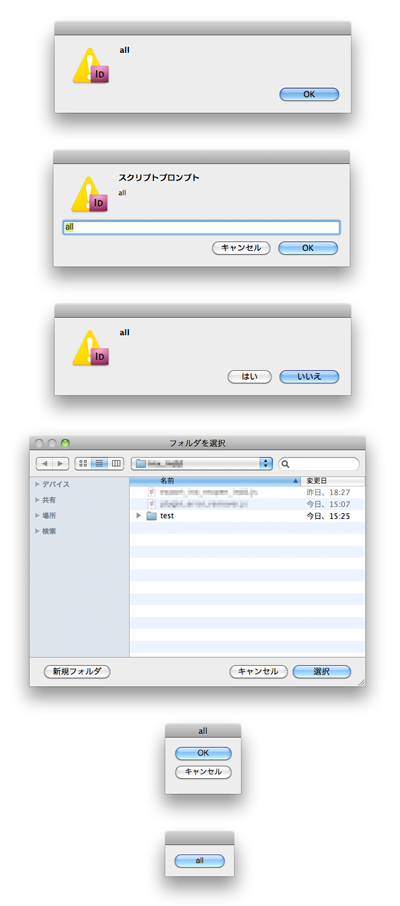 all
ID
OK
スクリプトプロンプト
all
ID
all
キャンセル OK
all
ID
はい いいえ
フォルダを選択
デバイス
共有
場所
検索
名前 変更日
昨日、18:27
今日、15:07
test 今日、15:25
新規フォルダ キャンセル 選択
all
OK
キャンセル
all